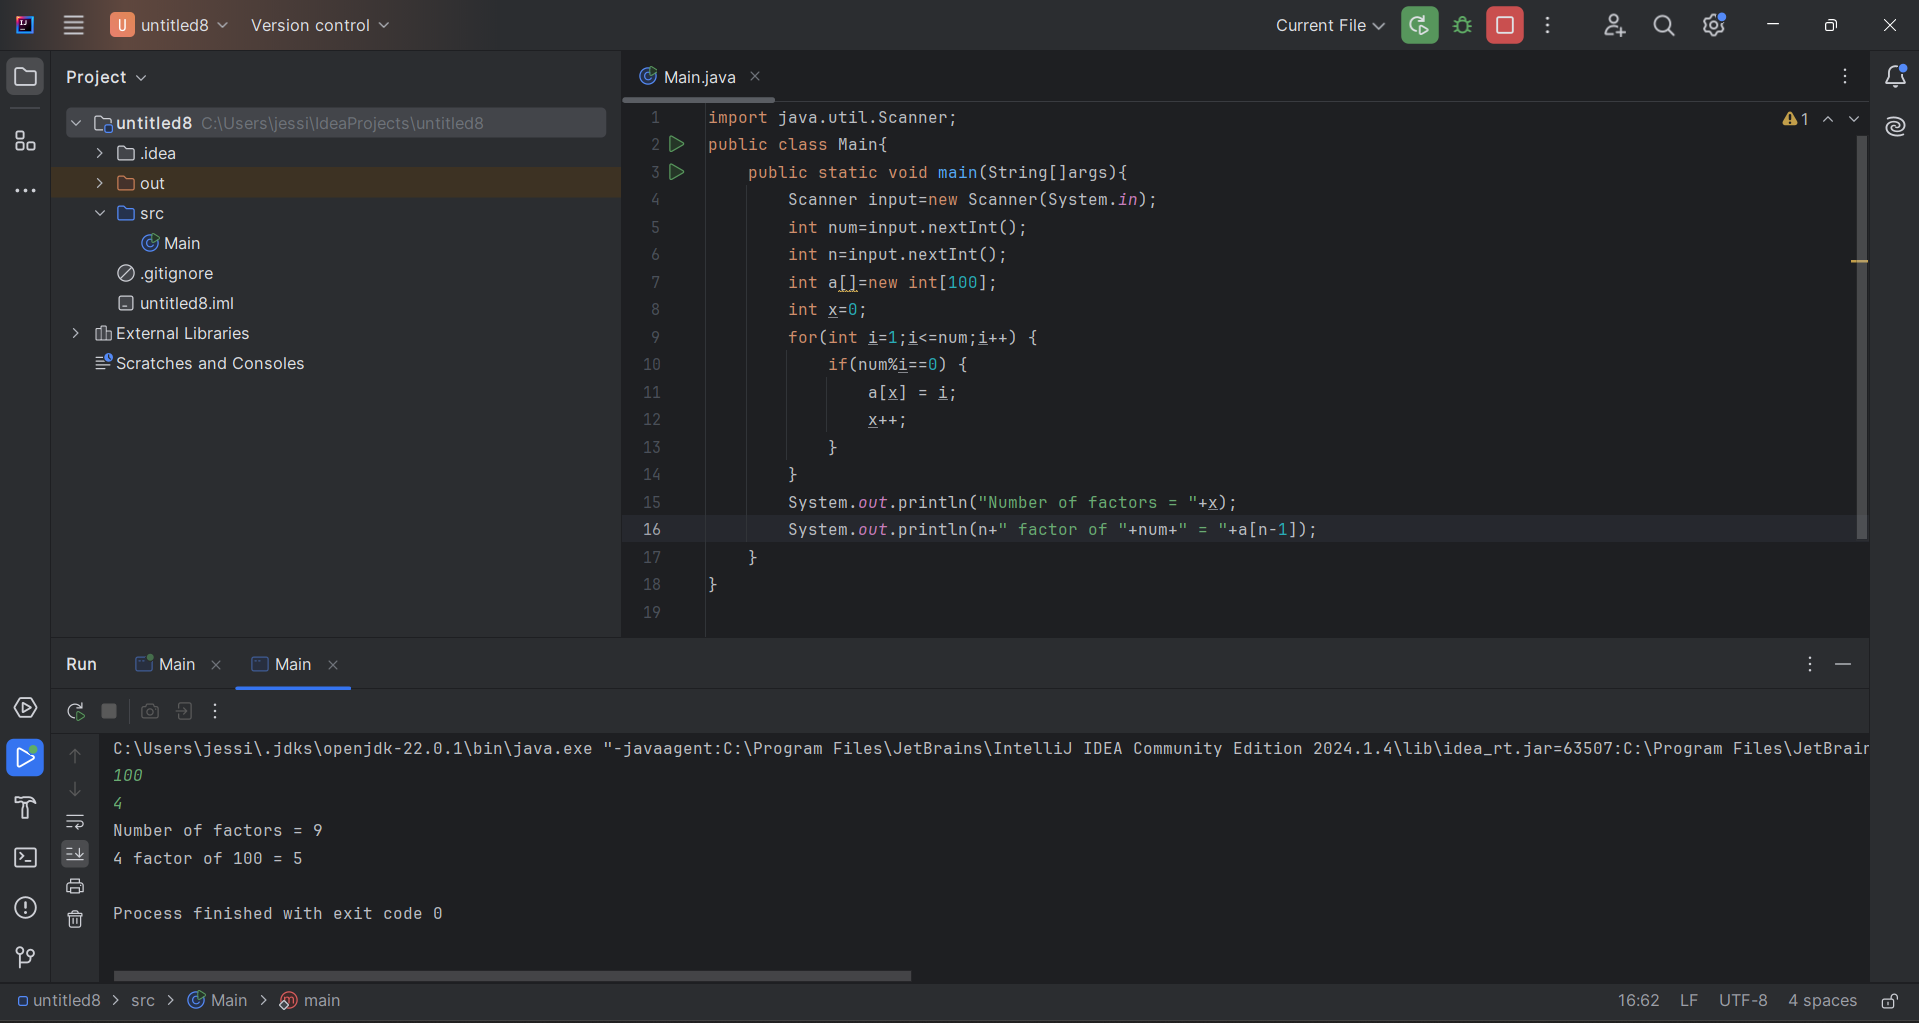 U untitled8 Version control Current File
Project
untitled8 C:\Users\jessi\IdeaProjects\untitled8
.idea
out
src
Main
.gitignore
untitled8.iml
External Libraries
Scratches and Consoles
Main.java
1 import java.util.Scanner;
2 public class Main{
3 public static void main(String[]args){
4 Scanner input=new Scanner(System.in);
5 int num=input.nextInt();
6 int n=input.nextInt();
7 int a[]=new int[100];
8 int x=0;
9 for(int i=1;i<=num;i++) {
10 if(num%i==0) {
11 a[x] = i;
12 x++;
13 }
14 }
15 System.out.println("Number of factors = "+x);
16 System.out.println(n+" factor of "+num+" = "+a[n-1]);
17 }
18 }
19
1
Run Main Main
C:\Users\jessi\.jdks\openjdk-22.0.1\bin\java.exe "-javaagent:C:\Program Files\JetBrains\IntelliJ IDEA Community Edition 2024.1.4\lib\idea_rt.jar=63507:C:\Program Files\JetBrain
100
4
Number of factors = 9
4 factor of 100 = 5
Process finished with exit code 0
untitled8 > src > Main > main 16:62 LF UTF-8 4 spaces